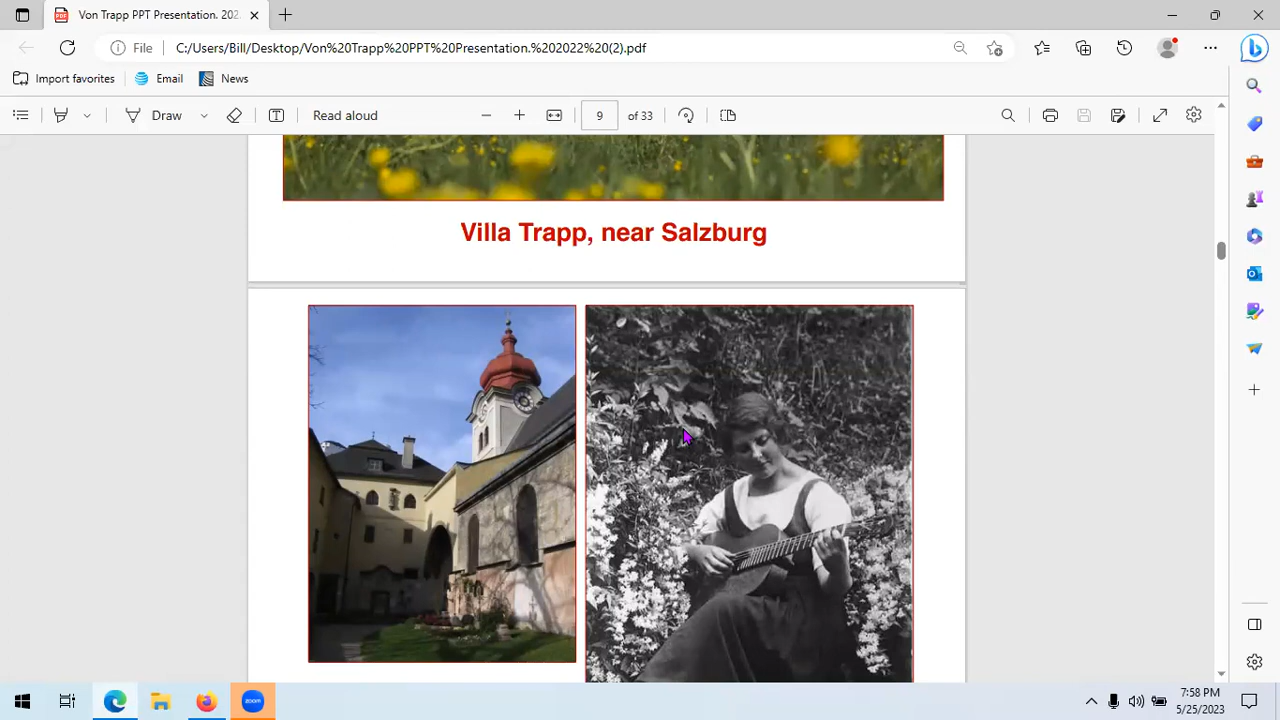 Von Trapp PPT Presentation. 202
File
C:/Users/Bill/Desktop/Von%20Trapp%20PPT%20Presentation.%202022%20(2).pdf
Import favorites
Email
News
Draw
Read aloud
9
of 33
Villa Trapp, near Salzburg
zoom
7:58 PM
5/25/2023